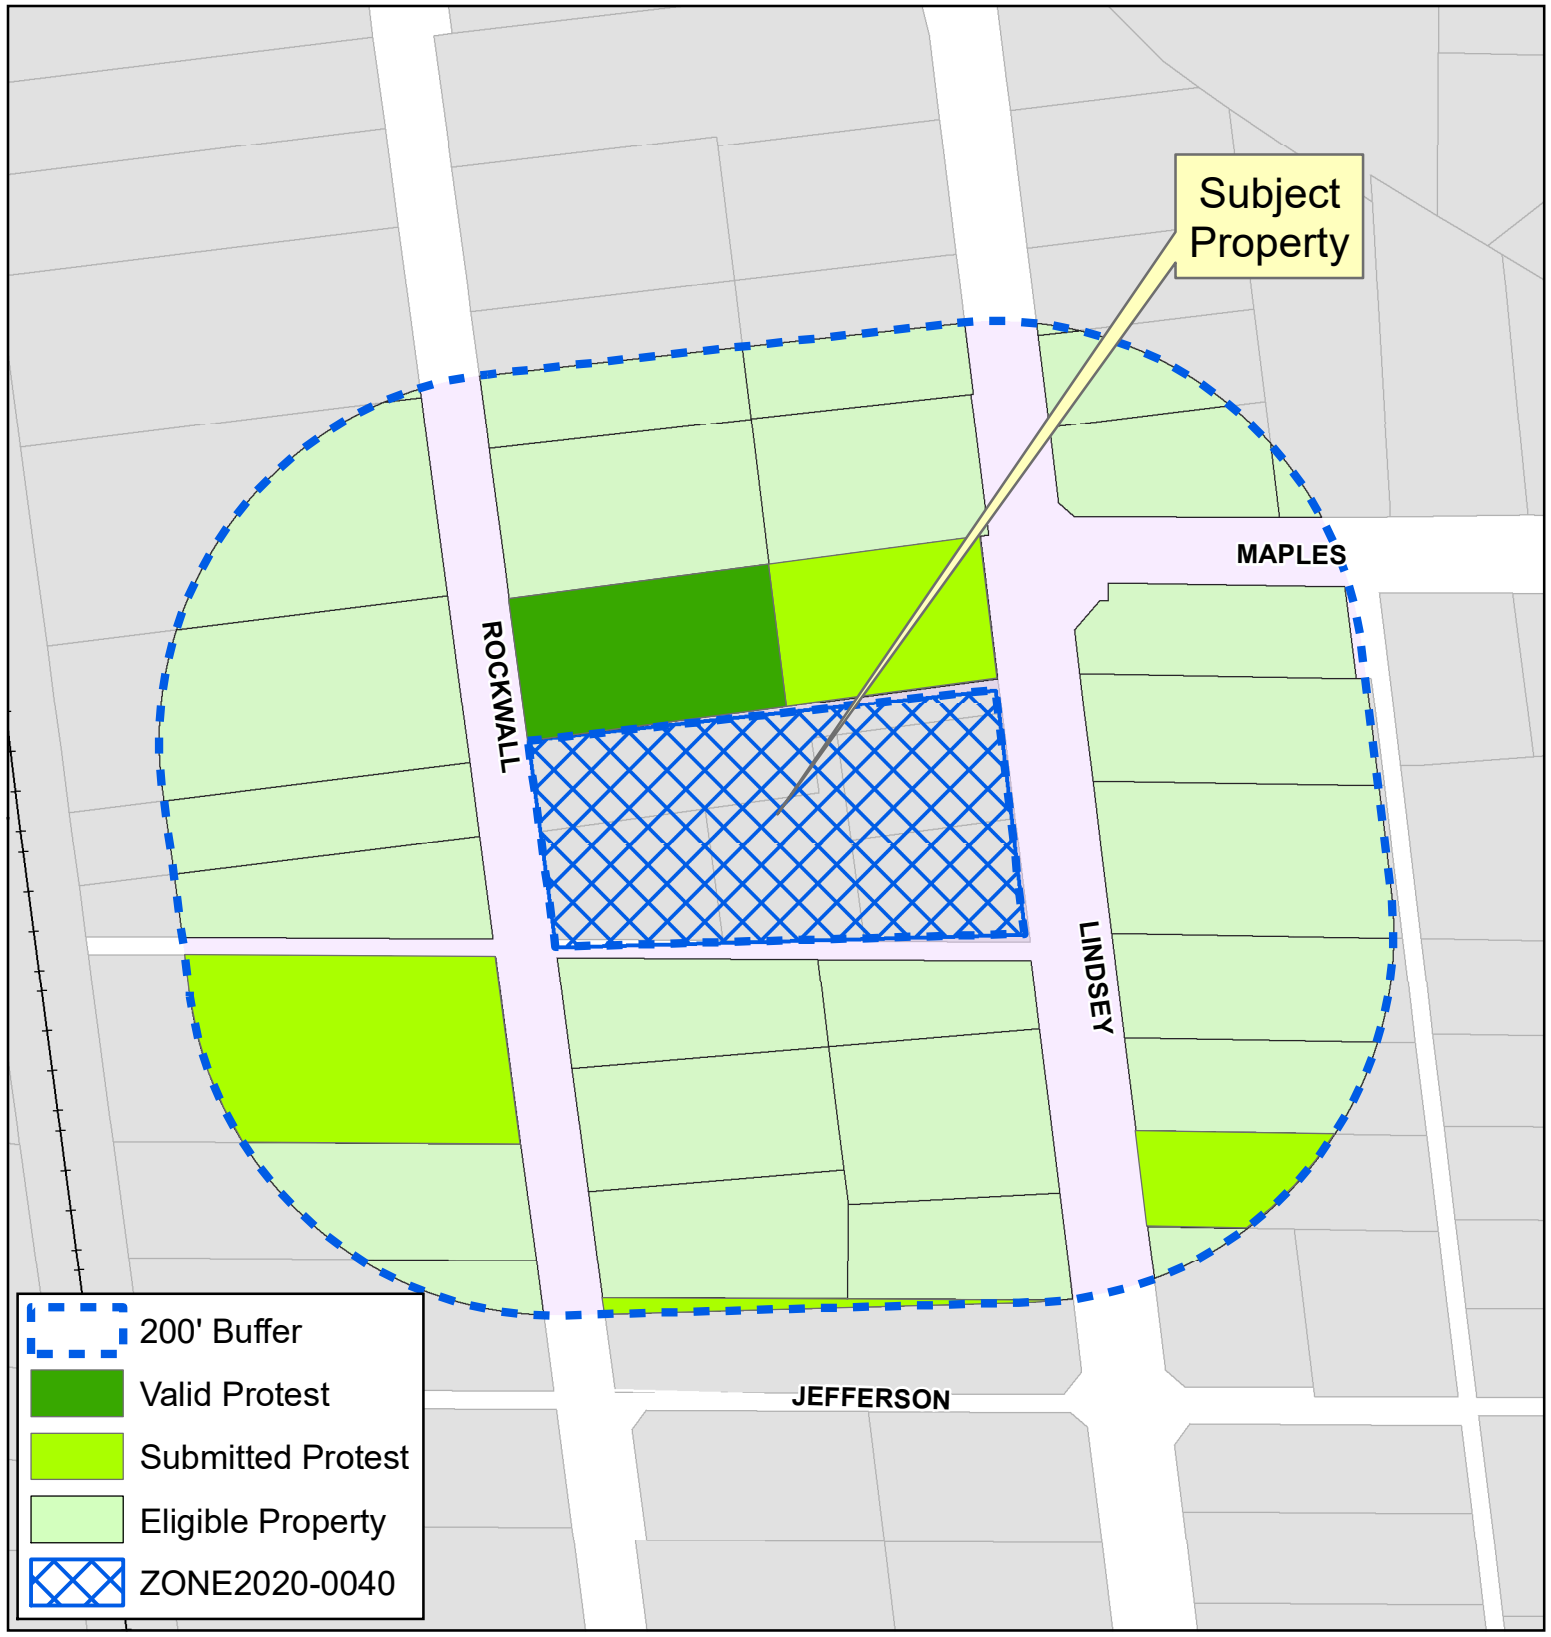 Subject
Property
MAPLES
ROCKWALL
LINDSEY
JEFFERSON
200' Buffer
Valid Protest
Submitted Protest
Eligible Property
ZONE2020-0040